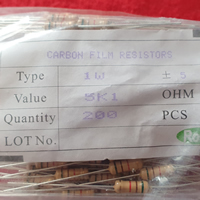 CARBON FILM RESISTORS
Type 1W ± 5
Value 5K1 OHM
Quantity 200 PCS
LOT No.